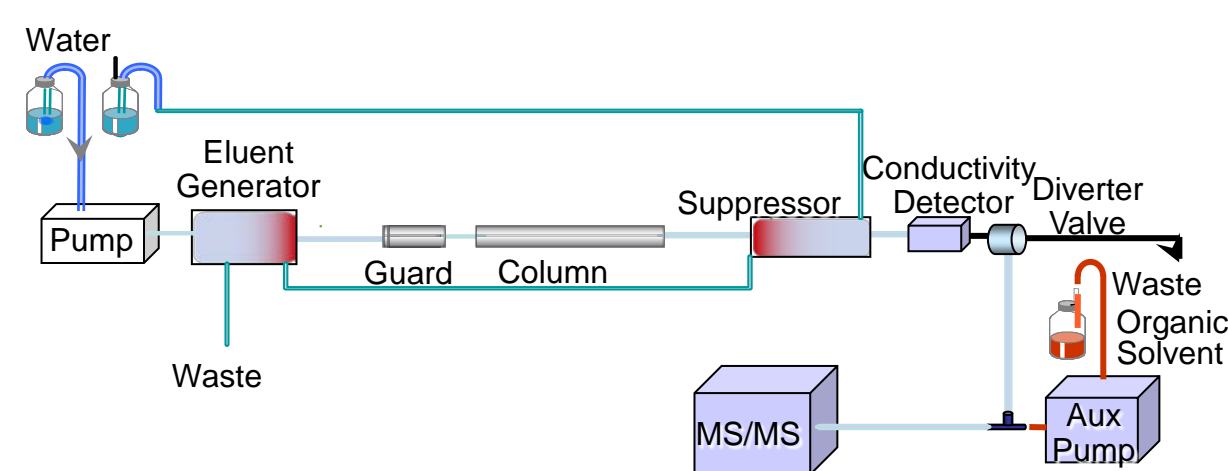 Water
Eluent
Generator
Pump
Guard
Column
Suppressor
Conductivity
Detector
Diverter
Valve
Waste
Organic
Solvent
Waste
MS/MS
Aux
Pump